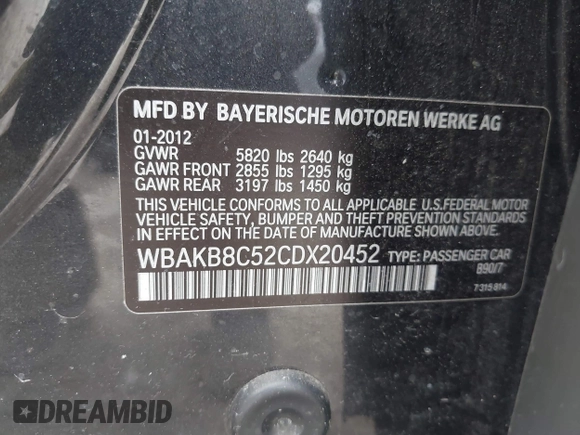 MFD BY BAYERISCHE MOTOREN WERKE AG
01-2012
GVWR 5820 lbs 2640 kg
GAWR FRONT 2855 lbs 1295 kg
GAWR REAR 3197 lbs 1450 kg
THIS VEHICLE CONFORMS TO ALL APPLICABLE U.S.FEDERAL MOTOR
VEHICLE SAFETY, BUMPER AND THEFT PREVENTION STANDARDS
IN EFFECT ON THE DATE OF MANUFACTURE SHOWN ABOVE.
WBAKB8C52CDX20452 TYPE: PASSENGER CAR
B90/7
7315814
DREAMBID